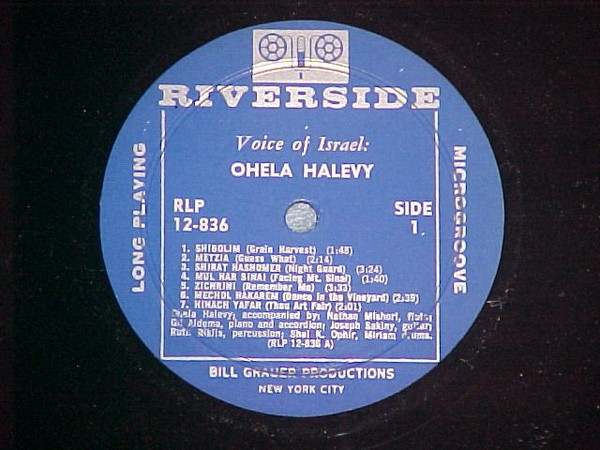 RIVERSIDE
Voice of Israel:
OHELA HALEVY
LONG PLAYING
MICROGROOVE
RLP
12-836
SIDE
1
1. SHIBOLIM (Grain Harvest) (1:48)
2. METZIA (Guess What) (2:14)
3. SHIRAT HASHOMER (Night Guard) (3:24)
4. MUL HAR SINAI (Facing Mt. Sinai) (1:40)
5. ZICHRINI (Remember Me) (3:33)
6. MECHOL HAKAREM (Dance in the Vineyard) (2:39)
7. HINACH YAFAR (Thou Art Fair) (2:01)
Ohela Halevy; accompanied by: Nathan Mishori, flute;
Gil Aldema, piano and accordion; Joseph Sakiny, guitar;
Ruth Riklis, percussion; Shai K. Ophir, Miriam drums.
(RLP 12-836 A)
BILL GRAUER PRODUCTIONS
NEW YORK CITY